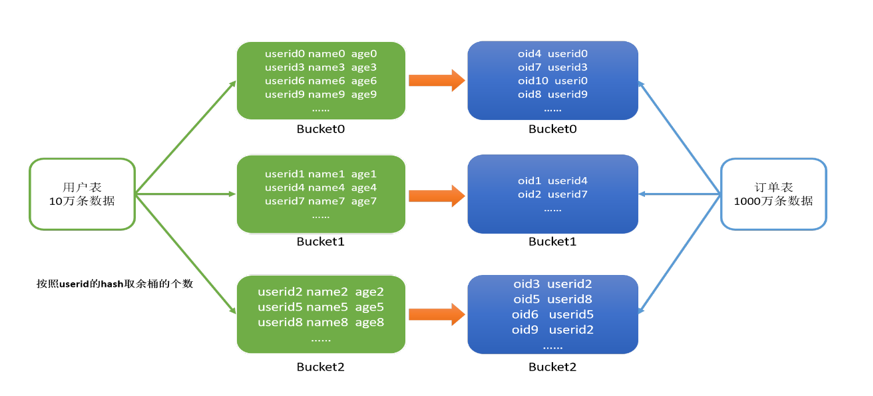 用户表
10万条数据
按照userid的hash取余桶的个数
userid0 name0 age0
userid3 name3 age3
userid6 name6 age6
userid9 name9 age9
……
Bucket0
userid1 name1 age1
userid4 name4 age4
userid7 name7 age7
……
Bucket1
userid2 name2 age2
userid5 name5 age5
userid8 name8 age8
……
Bucket2
oid4 userid0
oid7 userid3
oid10 useri0
oid8 userid9
……
Bucket0
oid1 userid4
oid2 userid7
……
Bucket1
oid3 userid2
oid5 userid8
oid6 userid5
oid9 userid2
……
Bucket2
订单表
1000万条数据